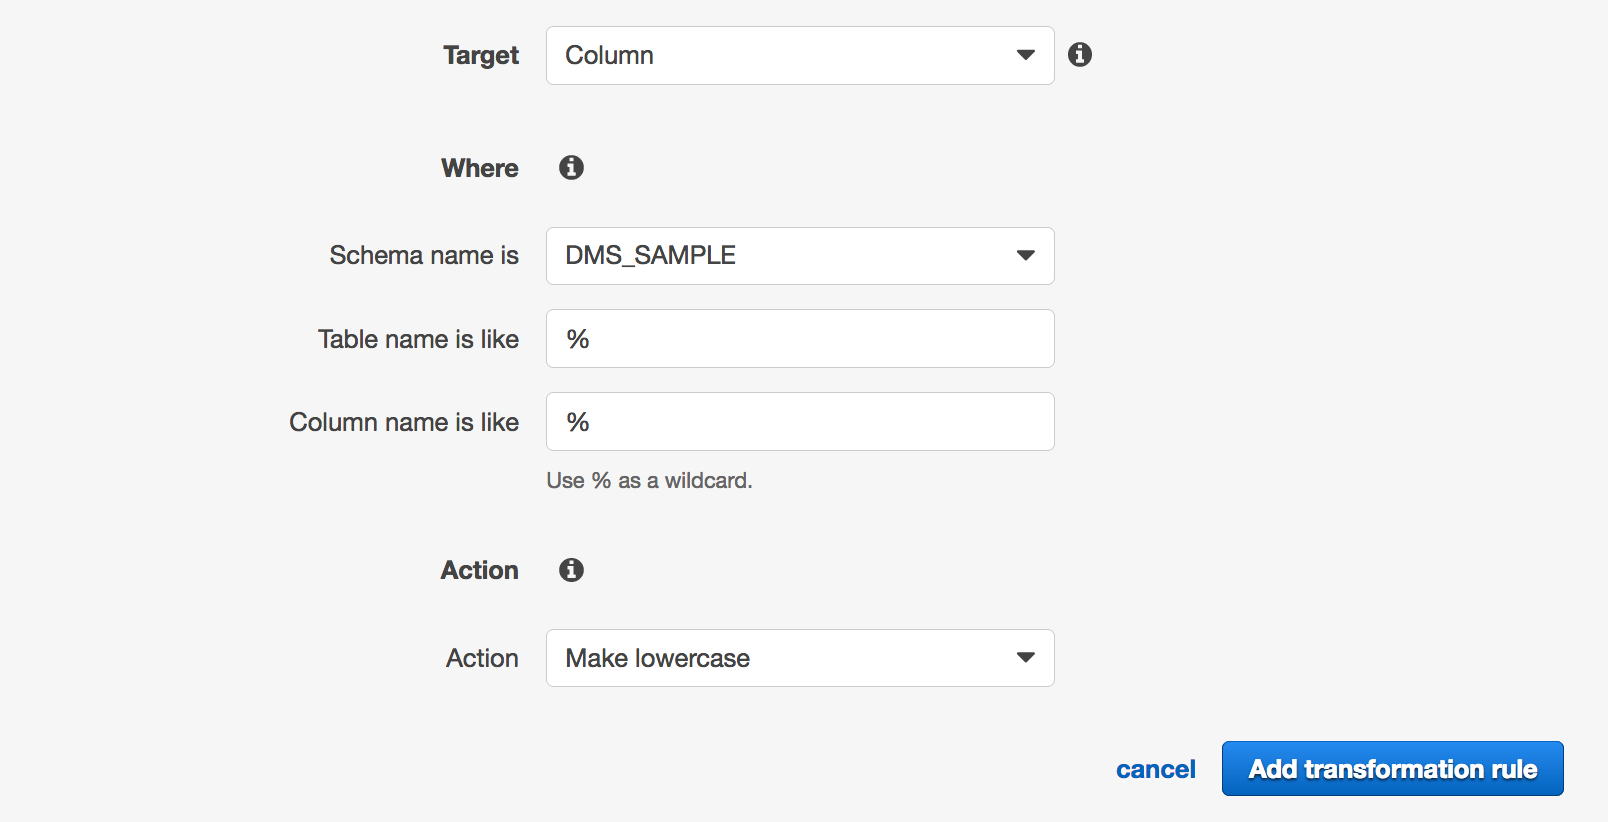 Target Column
Where
Schema name is DMS_SAMPLE
Table name is like %
Column name is like %
Use % as a wildcard.
Action
Action Make lowercase
cancel Add transformation rule